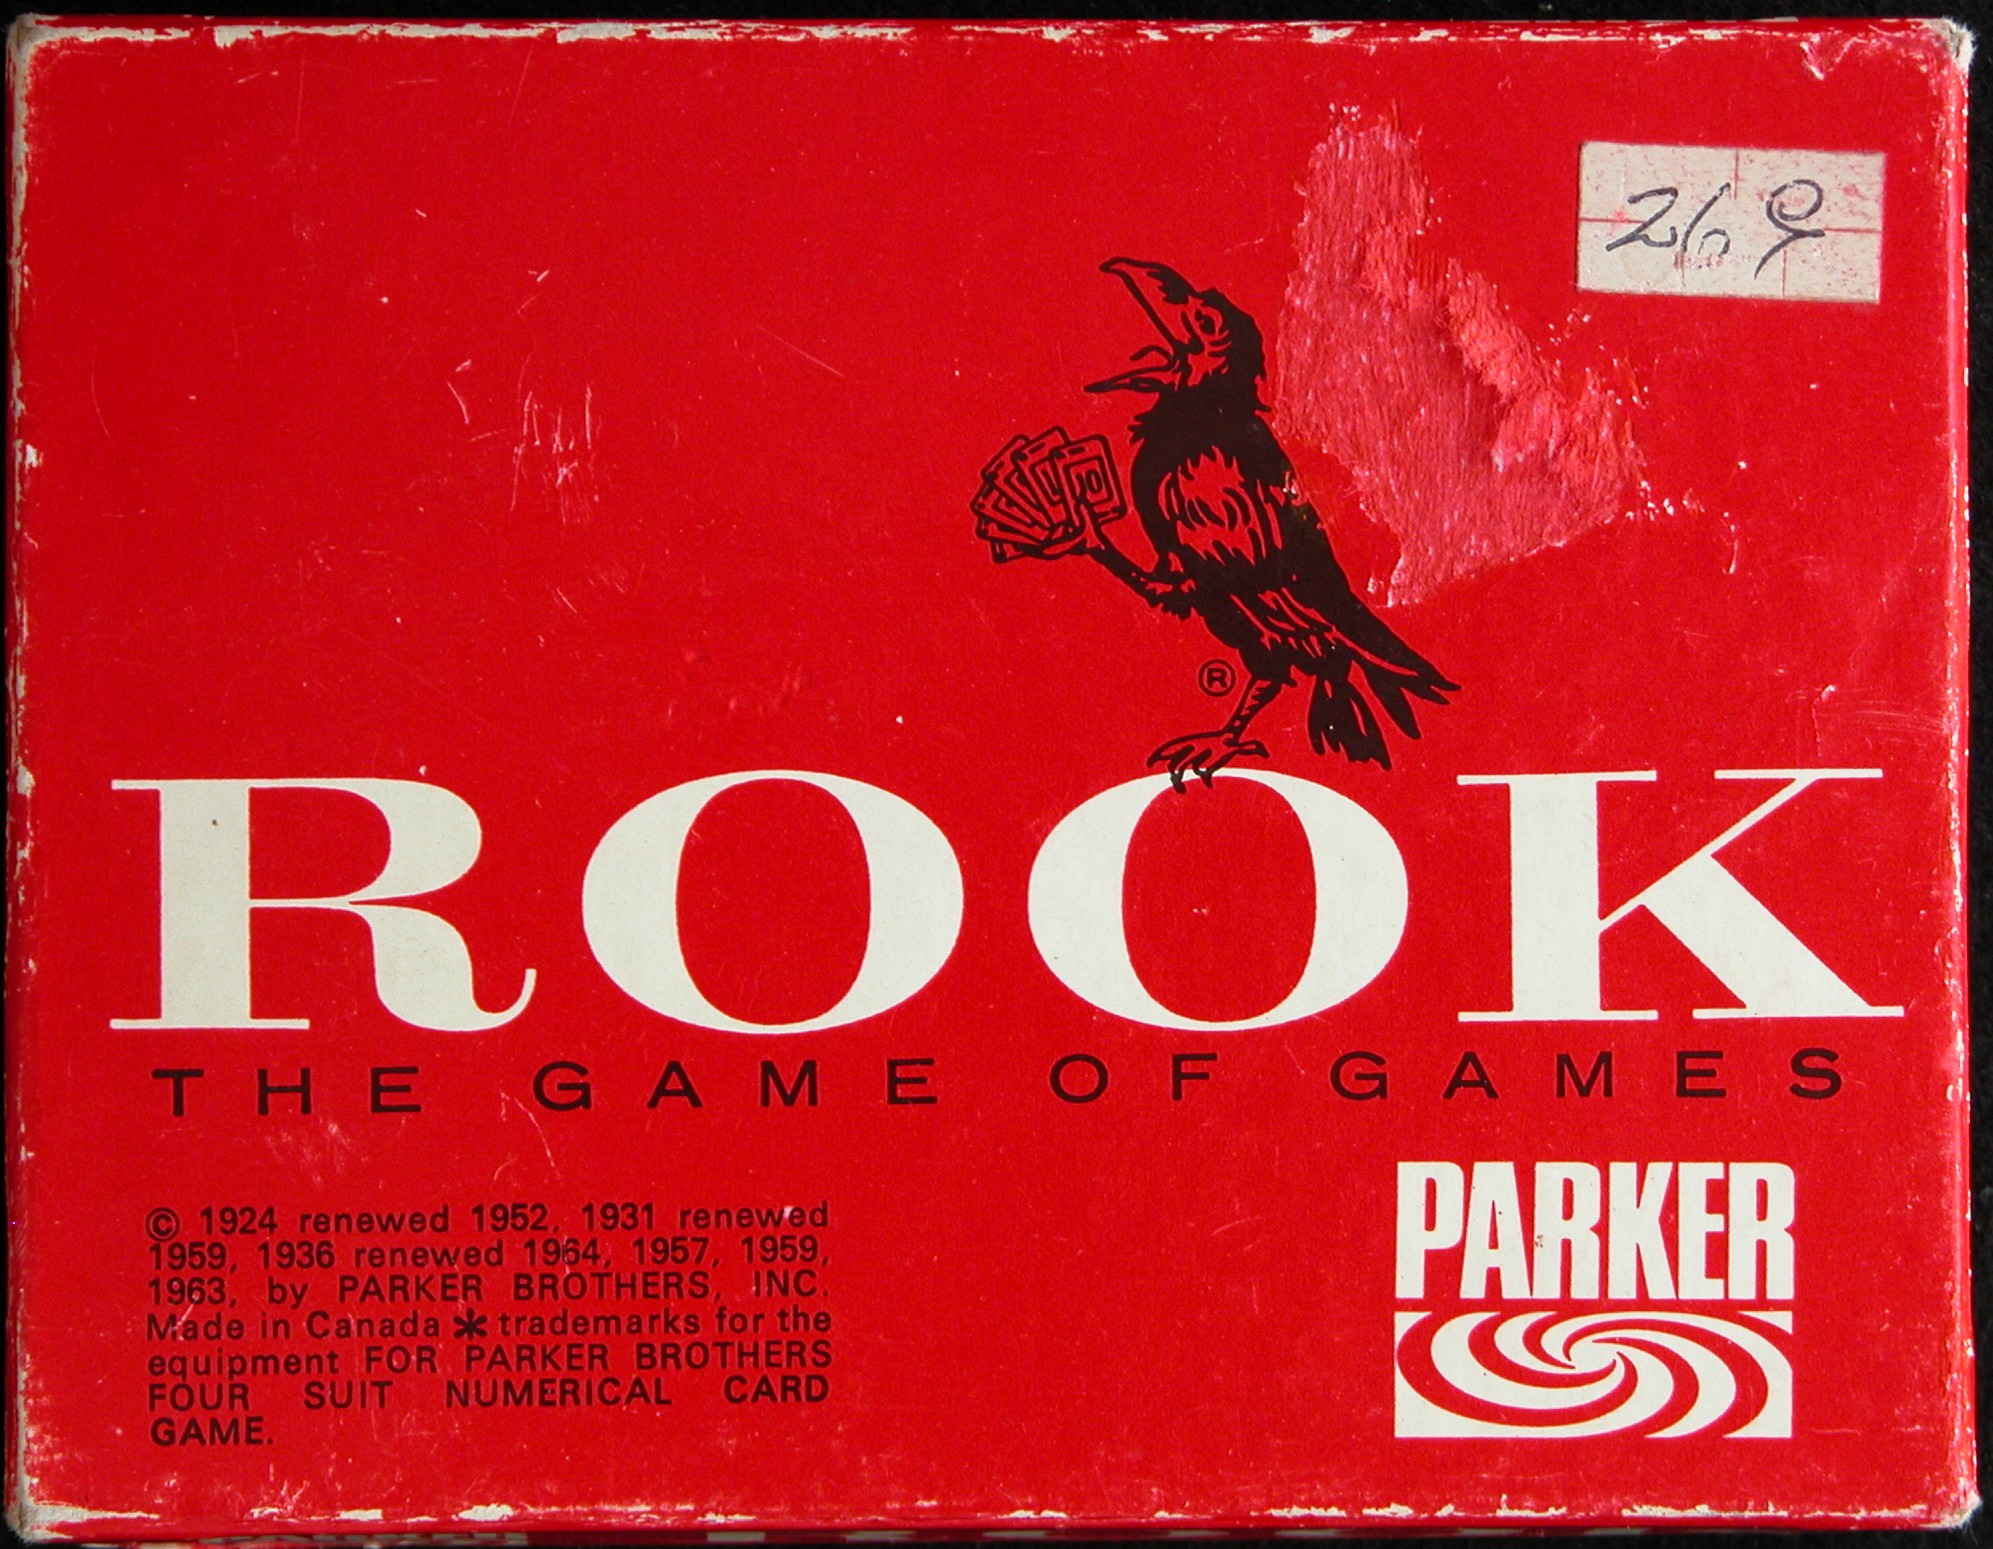 269
®
ROOK
THE GAME OF GAMES
© 1924 renewed 1952, 1931 renewed
1959, 1936 renewed 1964, 1957, 1959,
1963, by PARKER BROTHERS, INC.
Made in Canada * trademarks for the
equipment FOR PARKER BROTHERS
FOUR SUIT NUMERICAL CARD
GAME.
PARKER